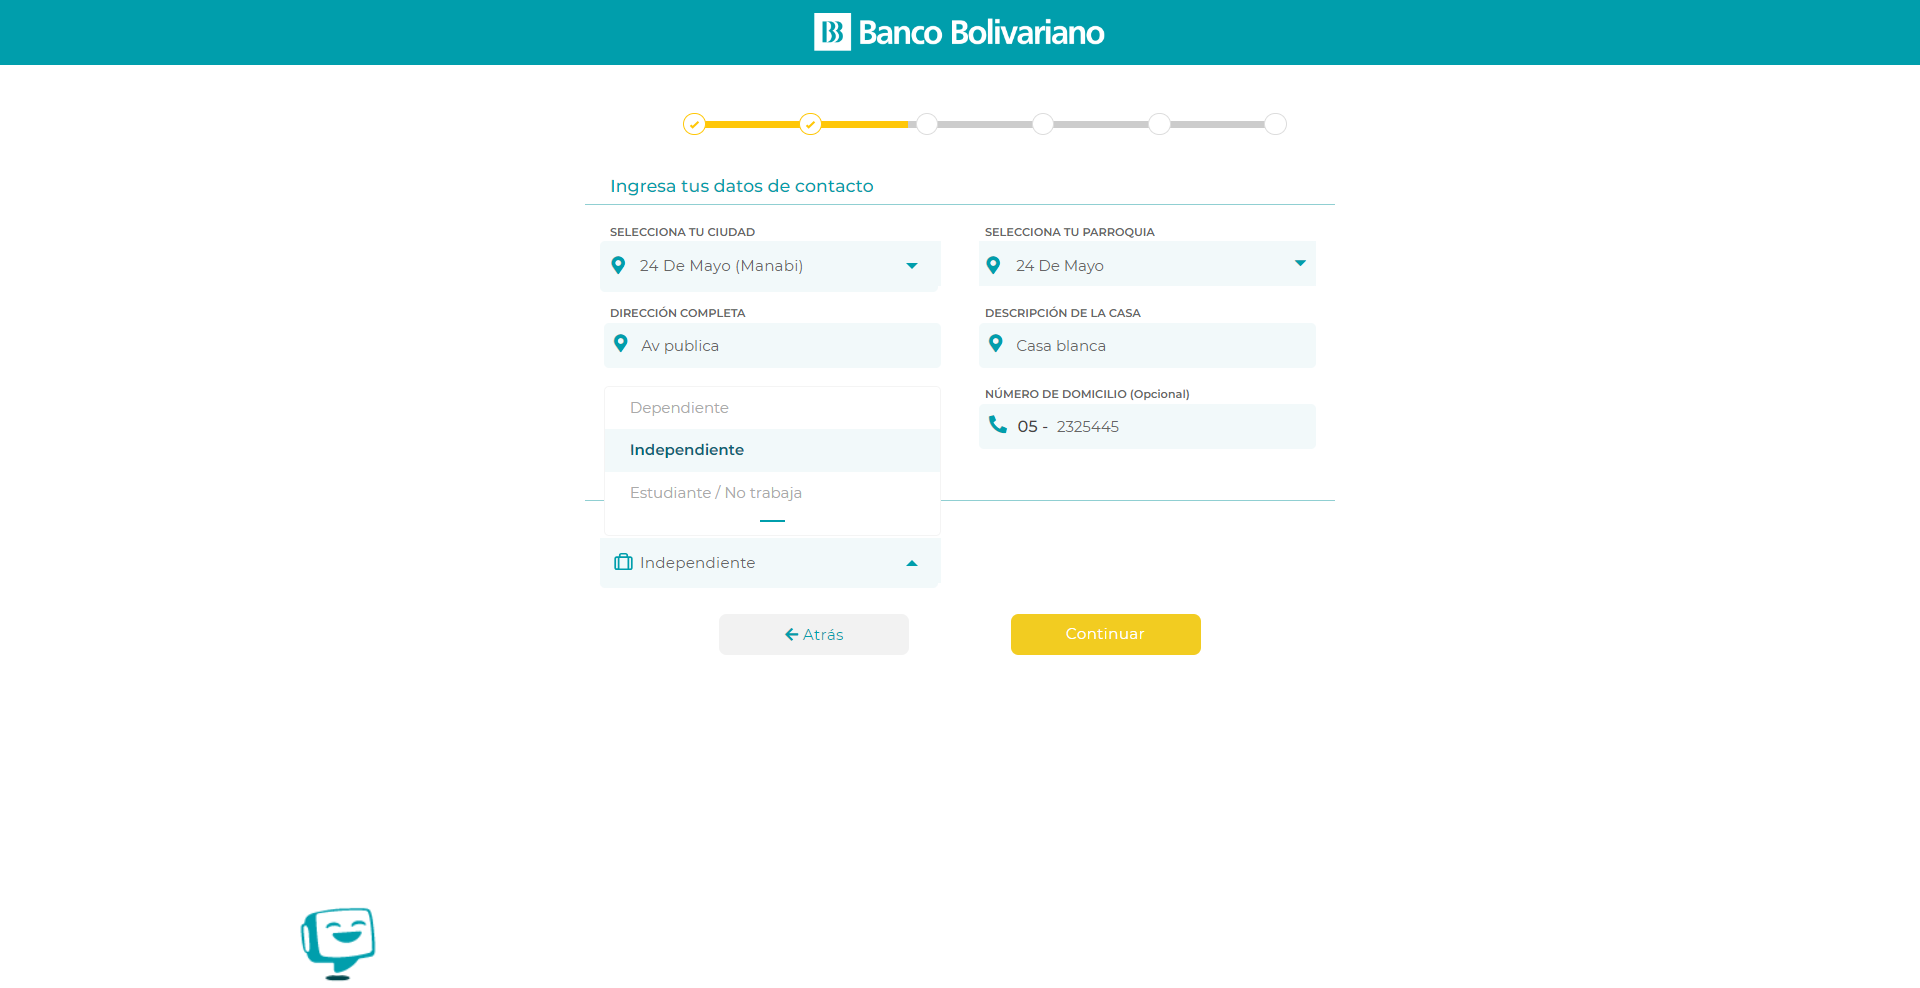 Banco Bolivariano
Ingresa tus datos de contacto
SELECCIONA TU CIUDAD
24 De Mayo (Manabi)
SELECCIONA TU PARROQUIA
24 De Mayo
DIRECCIÓN COMPLETA
Av publica
DESCRIPCIÓN DE LA CASA
Casa blanca
NÚMERO DE DOMICILIO (Opcional)
05 - 2325445
Dependiente
Independiente
Estudiante / No trabaja
Independiente
Atrás
Continuar